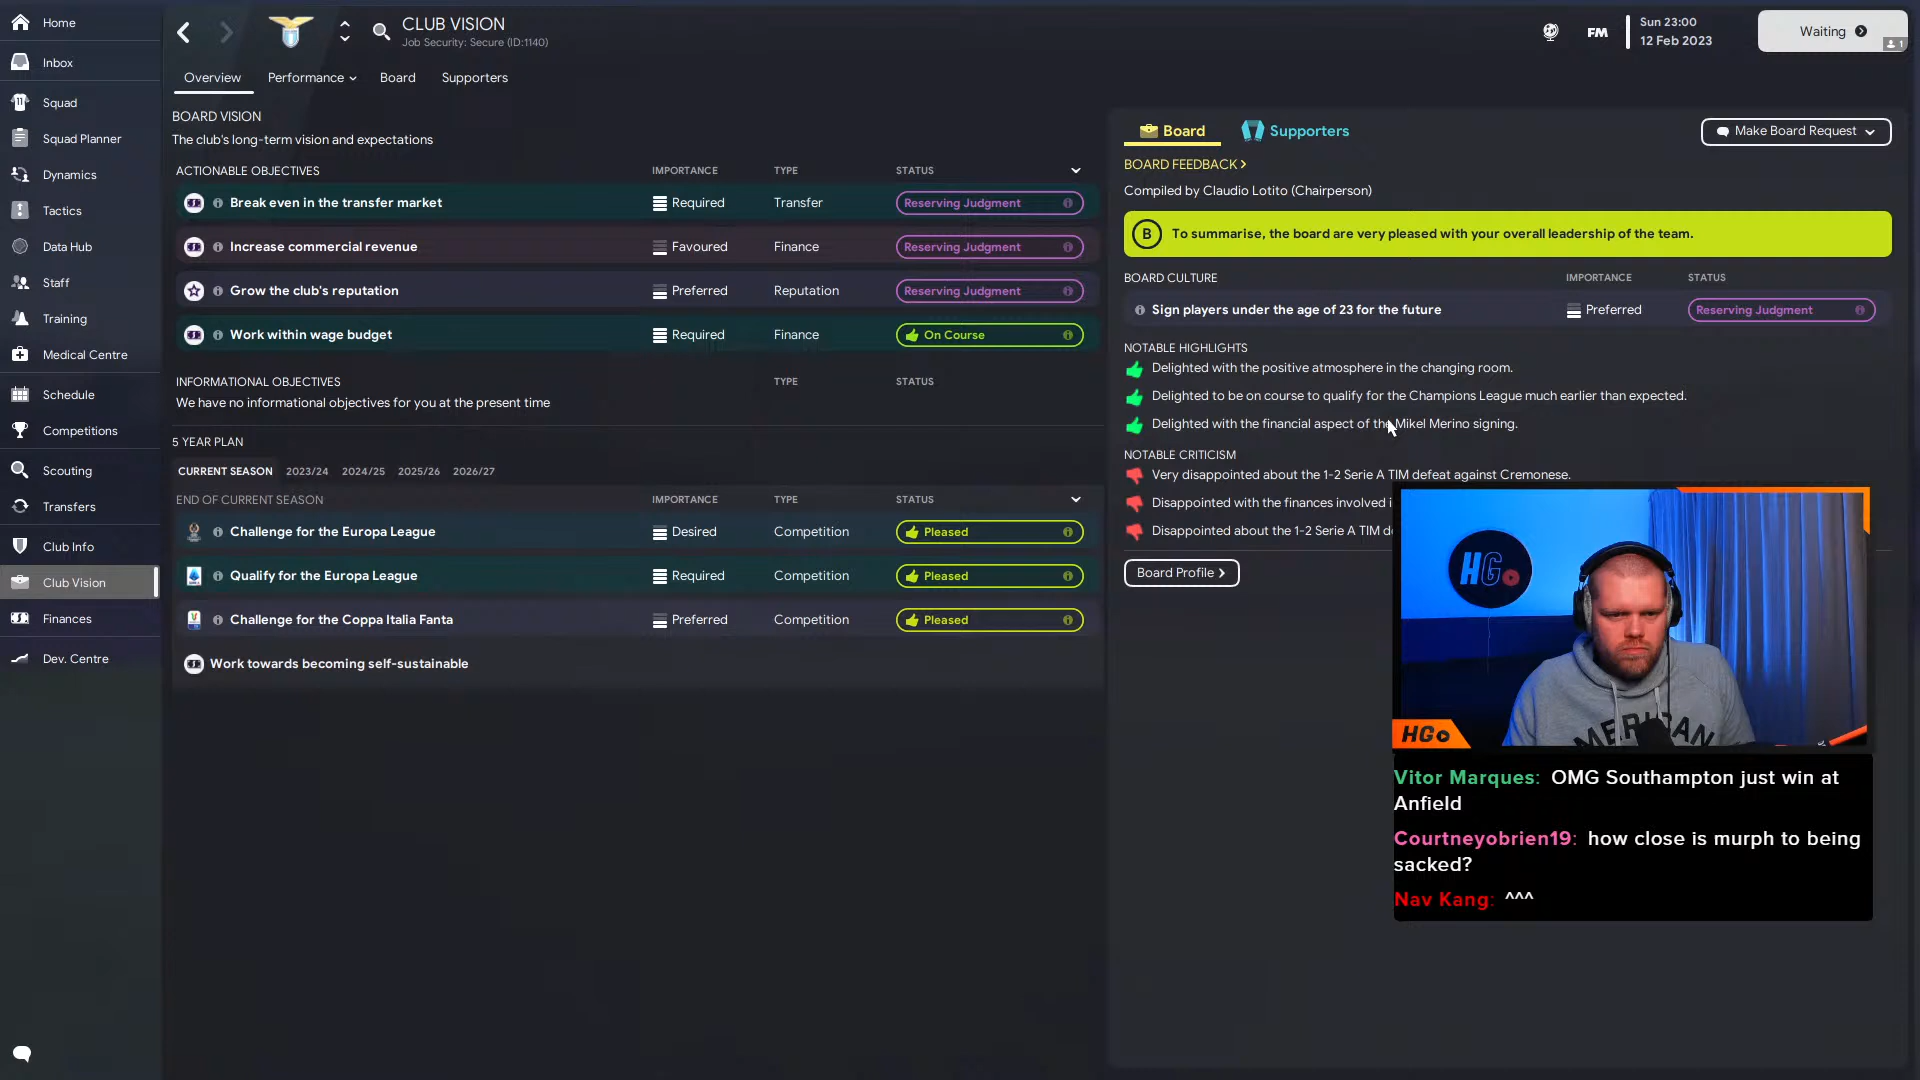 Home
Inbox
Squad
Squad Planner
Dynamics
Tactics
Data Hub
Staff
Training
Medical Centre
Schedule
Competitions
Scouting
Transfers
Club Info
Club Vision
Finances
Dev. Centre
CLUB VISION
Job Security: Secure (ID:1140)
FM
Sun 23:00
12 Feb 2023
Waiting
1
Overview
Performance
Board
Supporters
BOARD VISION
The club's long-term vision and expectations
ACTIONABLE OBJECTIVES IMPORTANCE TYPE STATUS
Break even in the transfer market Required Transfer Reserving Judgment
Increase commercial revenue Favoured Finance Reserving Judgment
Grow the club's reputation Preferred Reputation Reserving Judgment
Work within wage budget Required Finance On Course
INFORMATIONAL OBJECTIVES TYPE STATUS
We have no informational objectives for you at the present time
5 YEAR PLAN
CURRENT SEASON 2023/24 2024/25 2025/26 2026/27
END OF CURRENT SEASON IMPORTANCE TYPE STATUS
Challenge for the Europa League Desired Competition Pleased
Qualify for the Europa League Required Competition Pleased
Challenge for the Coppa Italia Fanta Preferred Competition Pleased
Work towards becoming self-sustainable
Board Supporters Make Board Request
BOARD FEEDBACK
Compiled by Claudio Lotito (Chairperson)
B To summarise, the board are very pleased with your overall leadership of the team.
BOARD CULTURE IMPORTANCE STATUS
Sign players under the age of 23 for the future Preferred Reserving Judgment
NOTABLE HIGHLIGHTS
Delighted with the positive atmosphere in the changing room.
Delighted to be on course to qualify for the Champions League much earlier than expected.
Delighted with the financial aspect of the Mikel Merino signing.
NOTABLE CRITICISM
Very disappointed about the 1-2 Serie A TIM defeat against Cremonese.
Disappointed with the finances involved
Disappointed about the 1-2 Serie A TIM
Board Profile
HG
AMERICAN
HG
Vitor Marques: OMG Southampton just win at
Anfield
Courtneyobrien19: how close is murph to being
sacked?
Nav Kang: ^^^